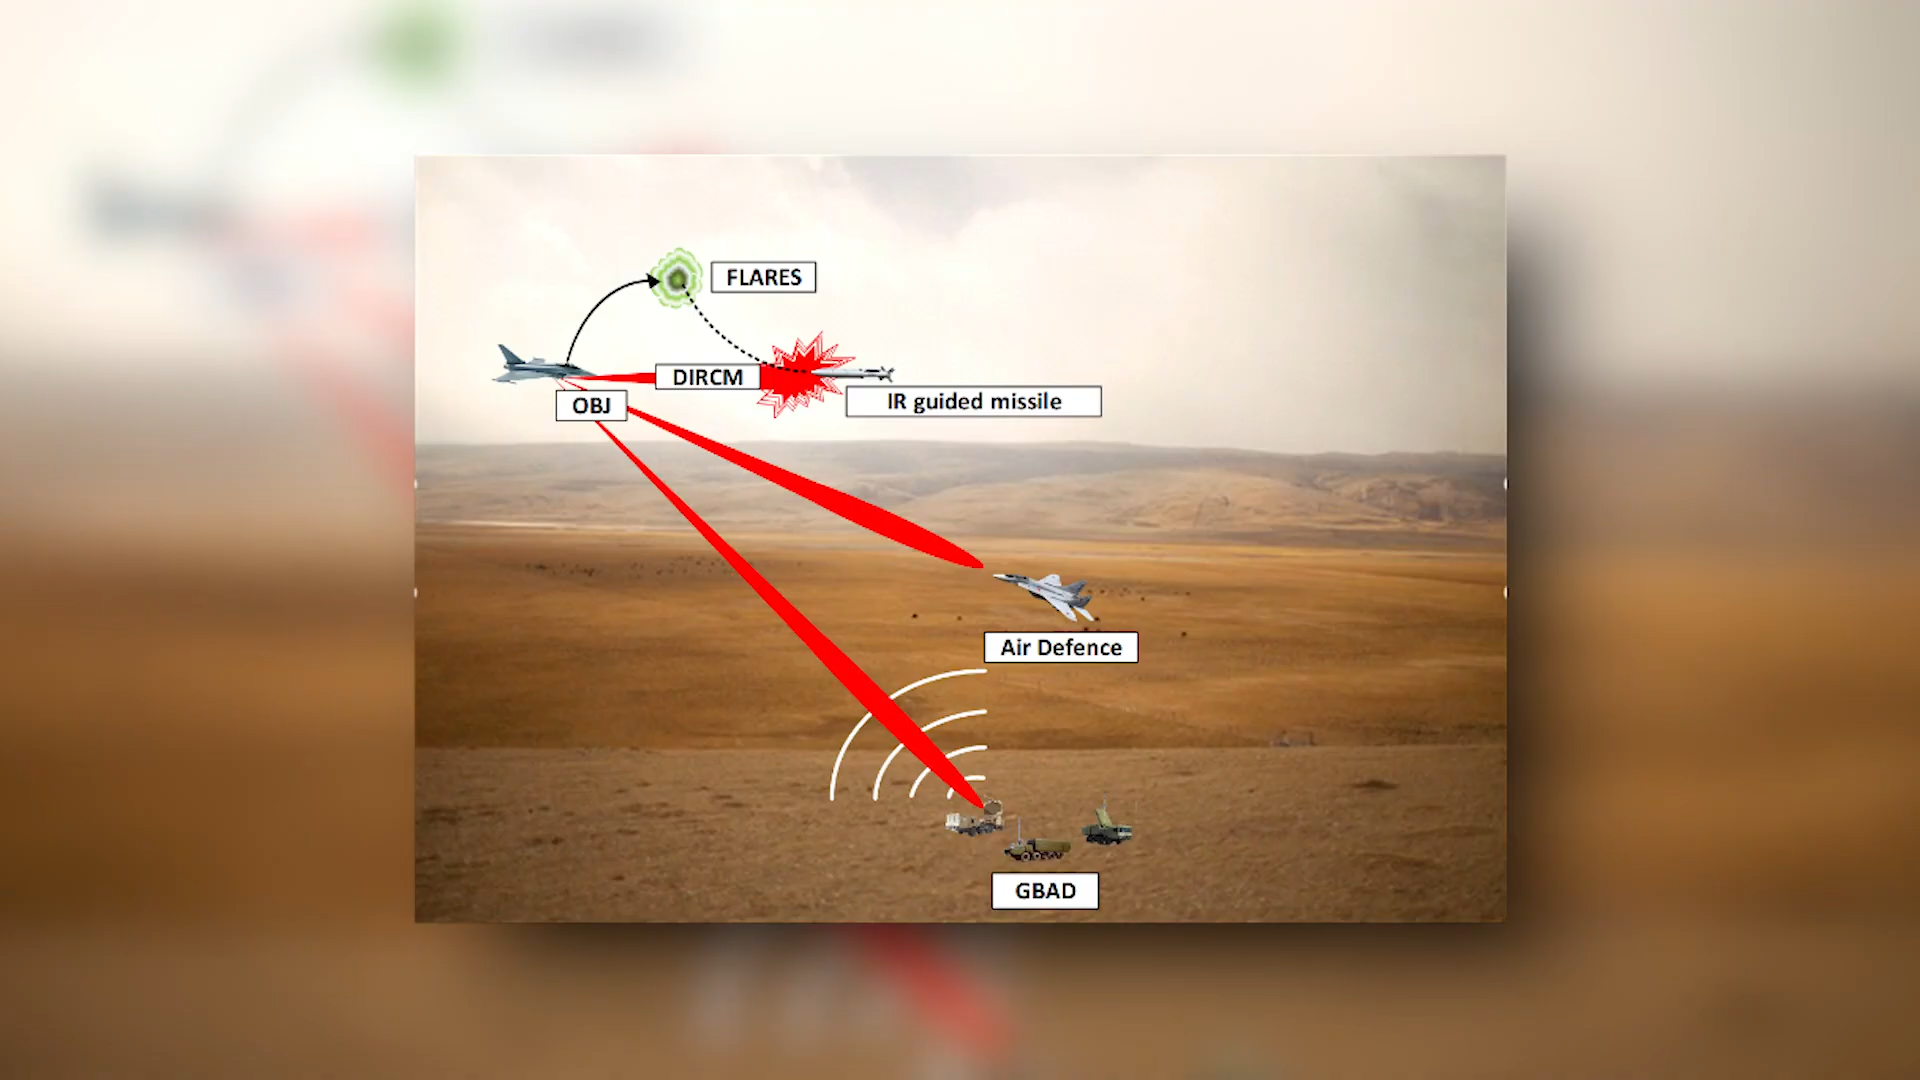 FLARES
DIRCM
OBJ
IR guided missile
Air Defence
GBAD